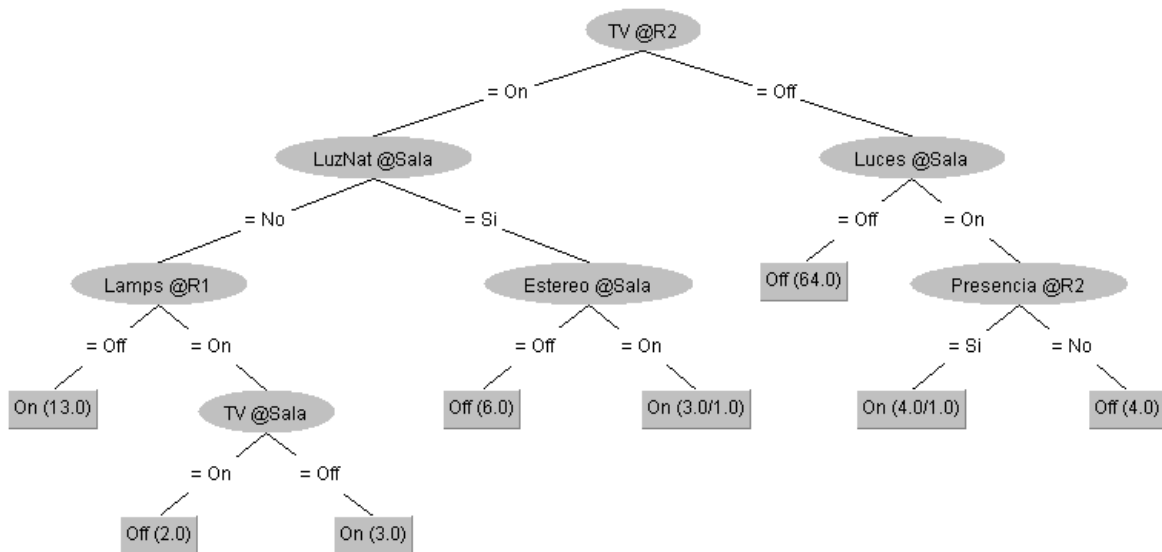 TV @R2
= On
= Off
LuzNat @Sala
Luces @Sala
= No
= Si
= Off
= On
Lamps @R1
Estereo @Sala
Off (64.0)
Presencia @R2
= Off
= On
= Off
= On
= Si
= No
On (13.0)
TV @Sala
Off (6.0)
On (3.0/1.0)
On (4.0/1.0)
Off (4.0)
= On
= Off
Off (2.0)
On (3.0)